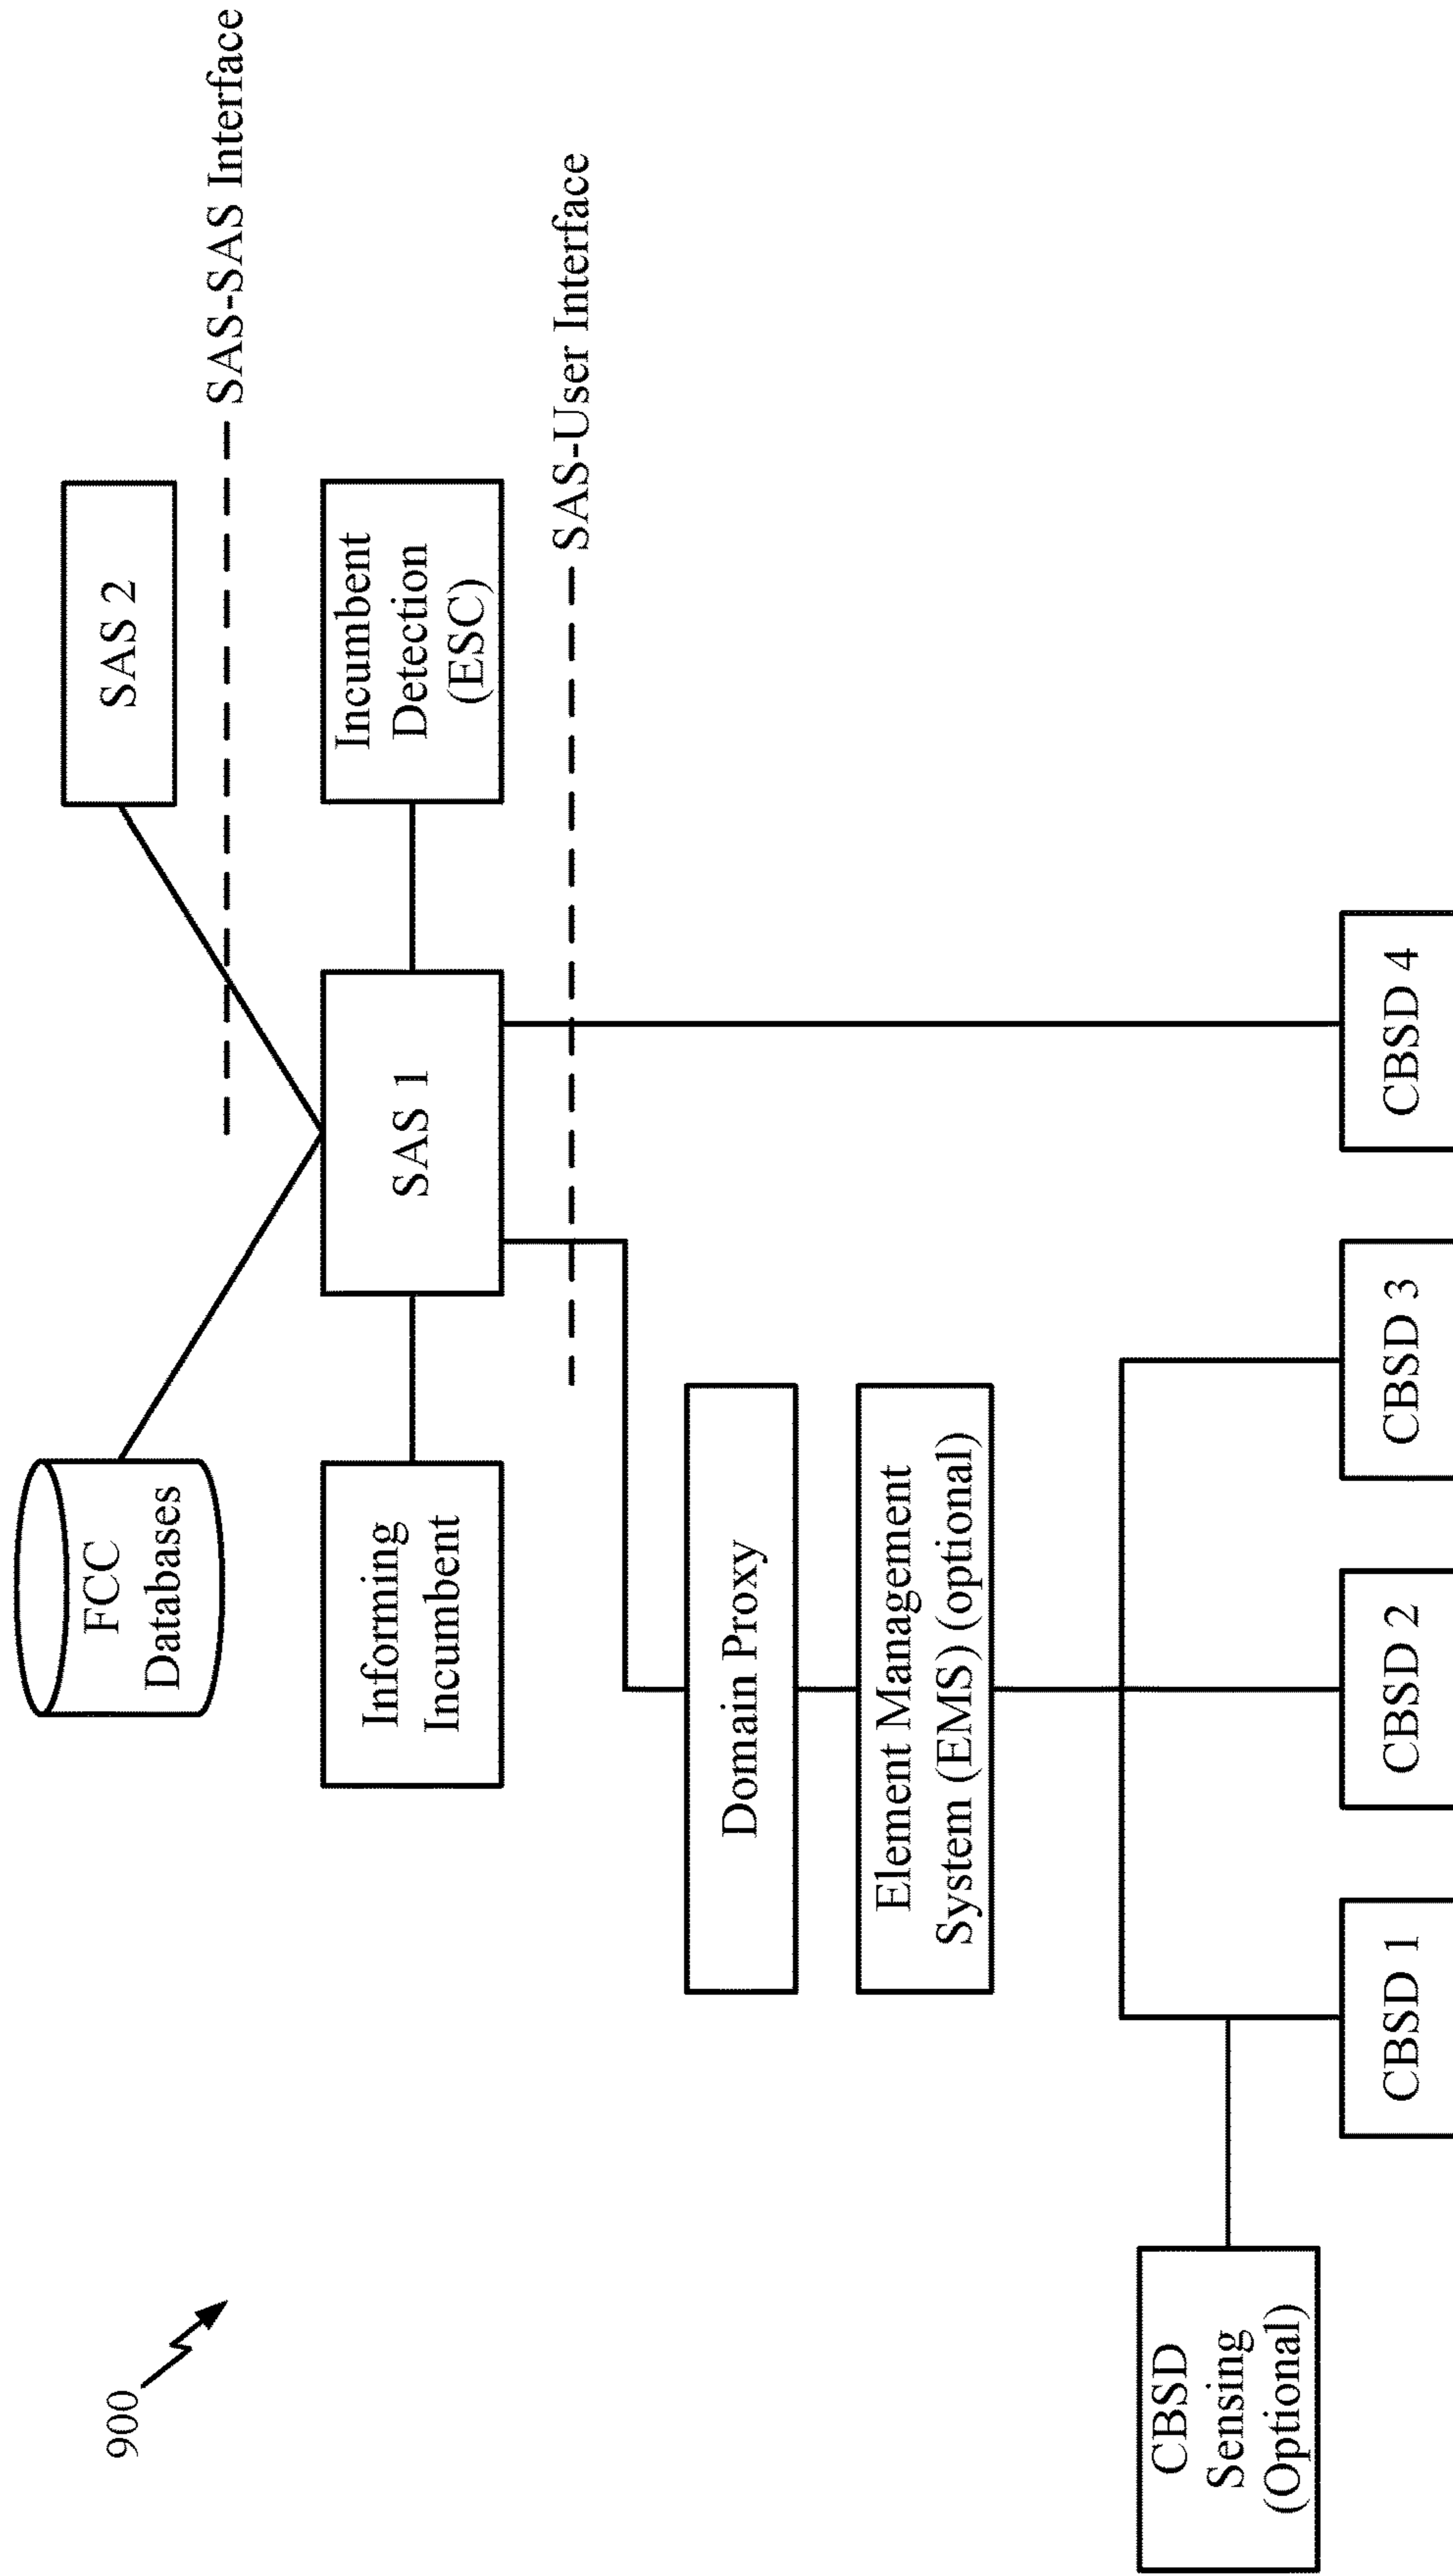 900
FCC
Databases
SAS 2
SAS-SAS Interface
Informing
Incumbent
SAS 1
Incumbent
Detection
(ESC)
SAS-User Interface
Domain Proxy
Element Management
System (EMS) (optional)
CBSD
Sensing
(Optional)
CBSD 1
CBSD 2
CBSD 3
CBSD 4